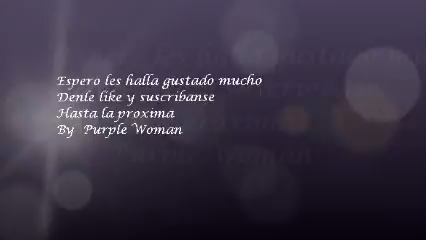 Espero les halla gustado mucho
Denle like y suscribanse
Hasta la proxima
By Purple Woman